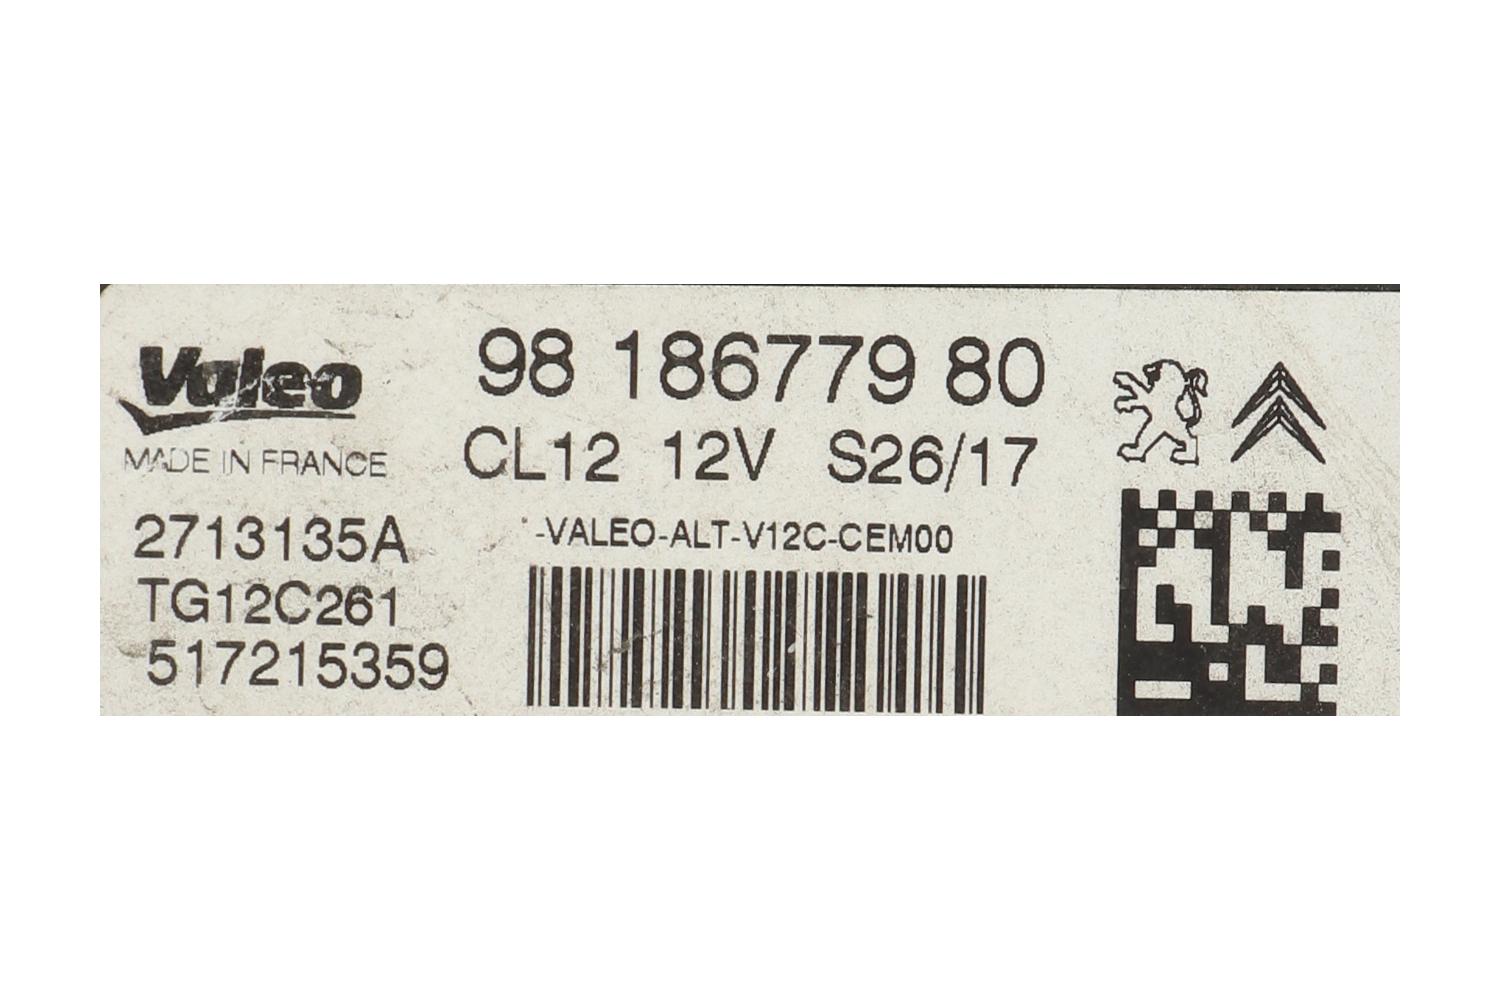 Valeo
MADE IN FRANCE
2713135A
TG12C261
517215359
98 186779 80
CL12 12V S26/17
-VALEO-ALT-V12C-CEM00